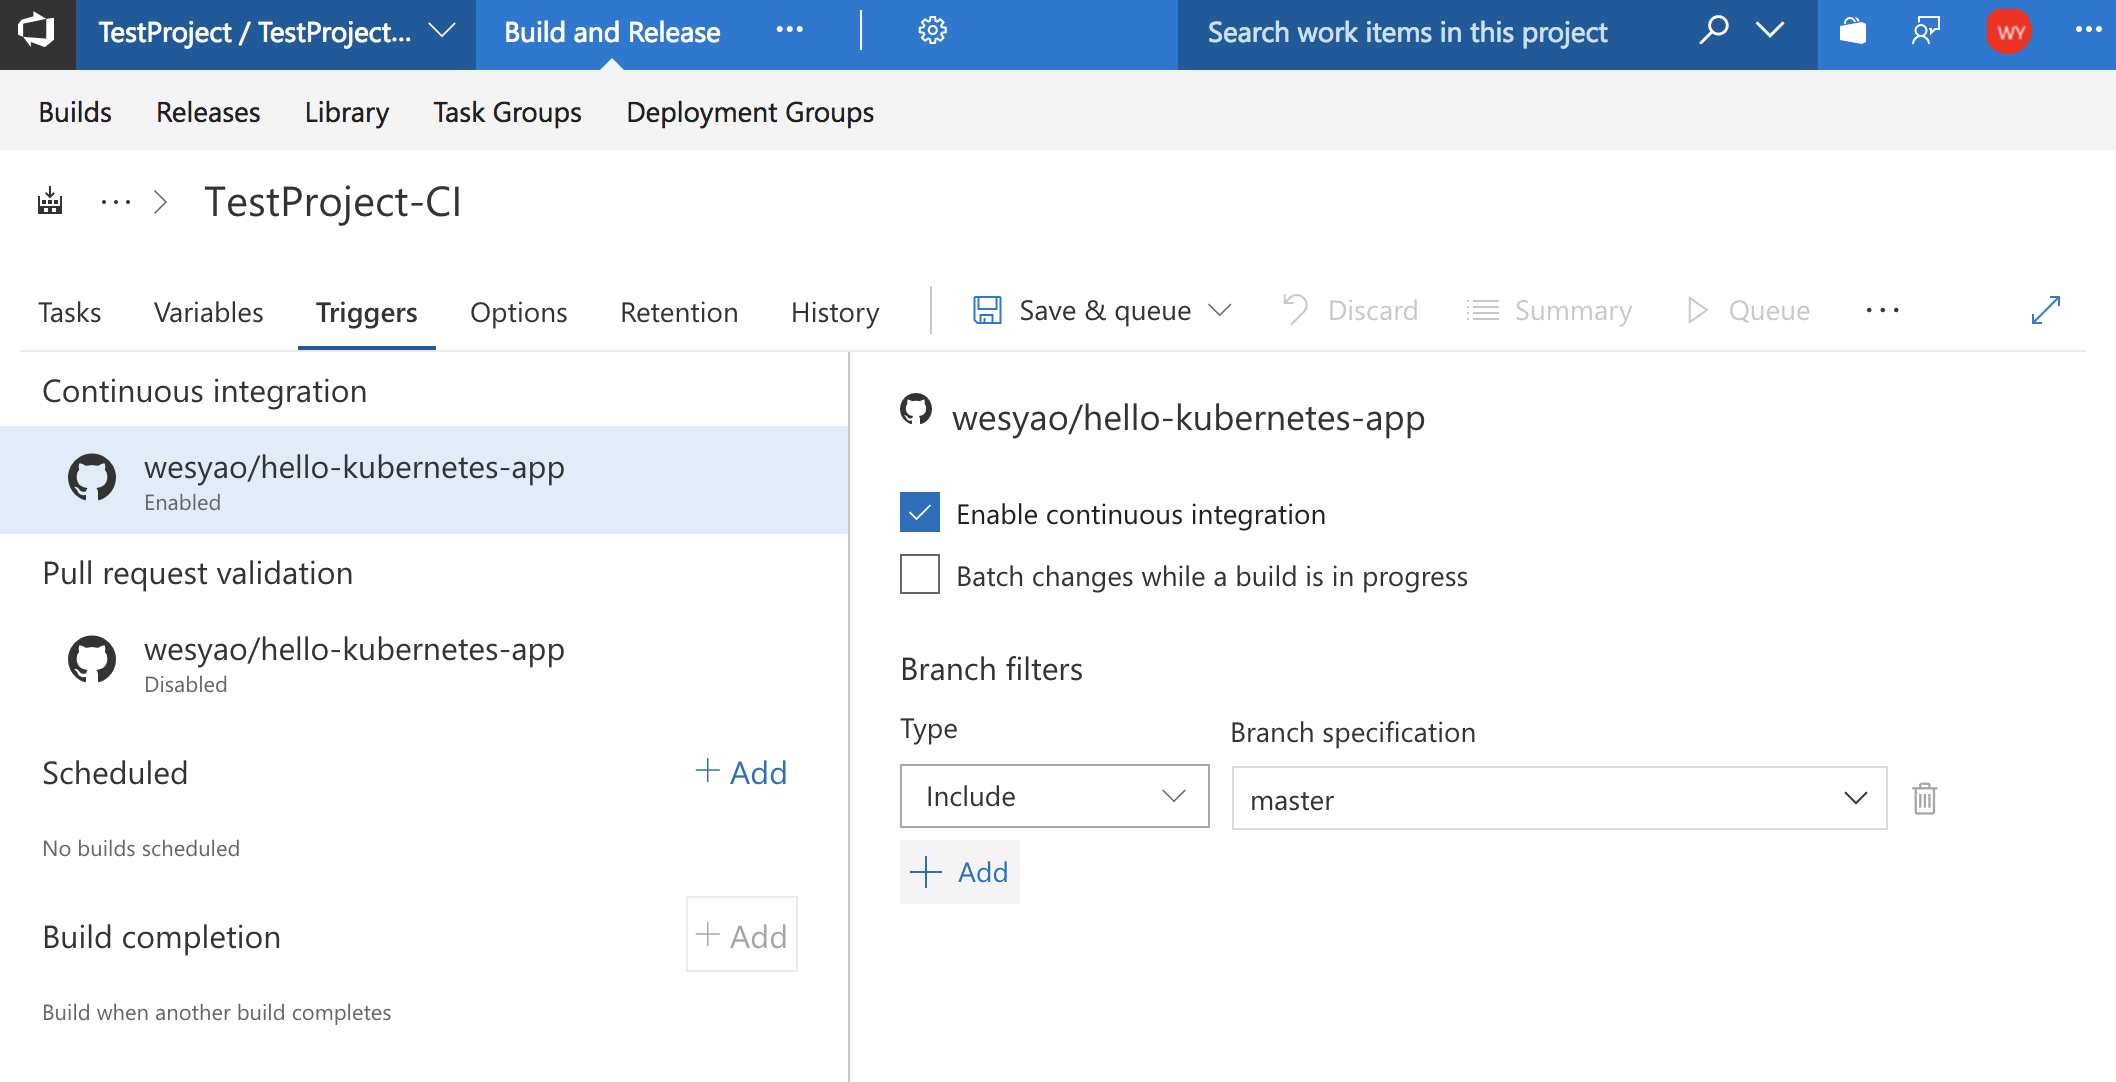 TestProject / TestProject... Build and Release ... Search work items in this project WY ...
Builds Releases Library Task Groups Deployment Groups
... > TestProject-CI
Tasks Variables Triggers Options Retention History Save & queue Discard Summary Queue ...
Continuous integration
wesyao/hello-kubernetes-app
Enabled
Pull request validation
wesyao/hello-kubernetes-app
Disabled
Scheduled + Add
No builds scheduled
Build completion + Add
Build when another build completes
wesyao/hello-kubernetes-app
Enable continuous integration
Batch changes while a build is in progress
Branch filters
Type Branch specification
Include master
+ Add